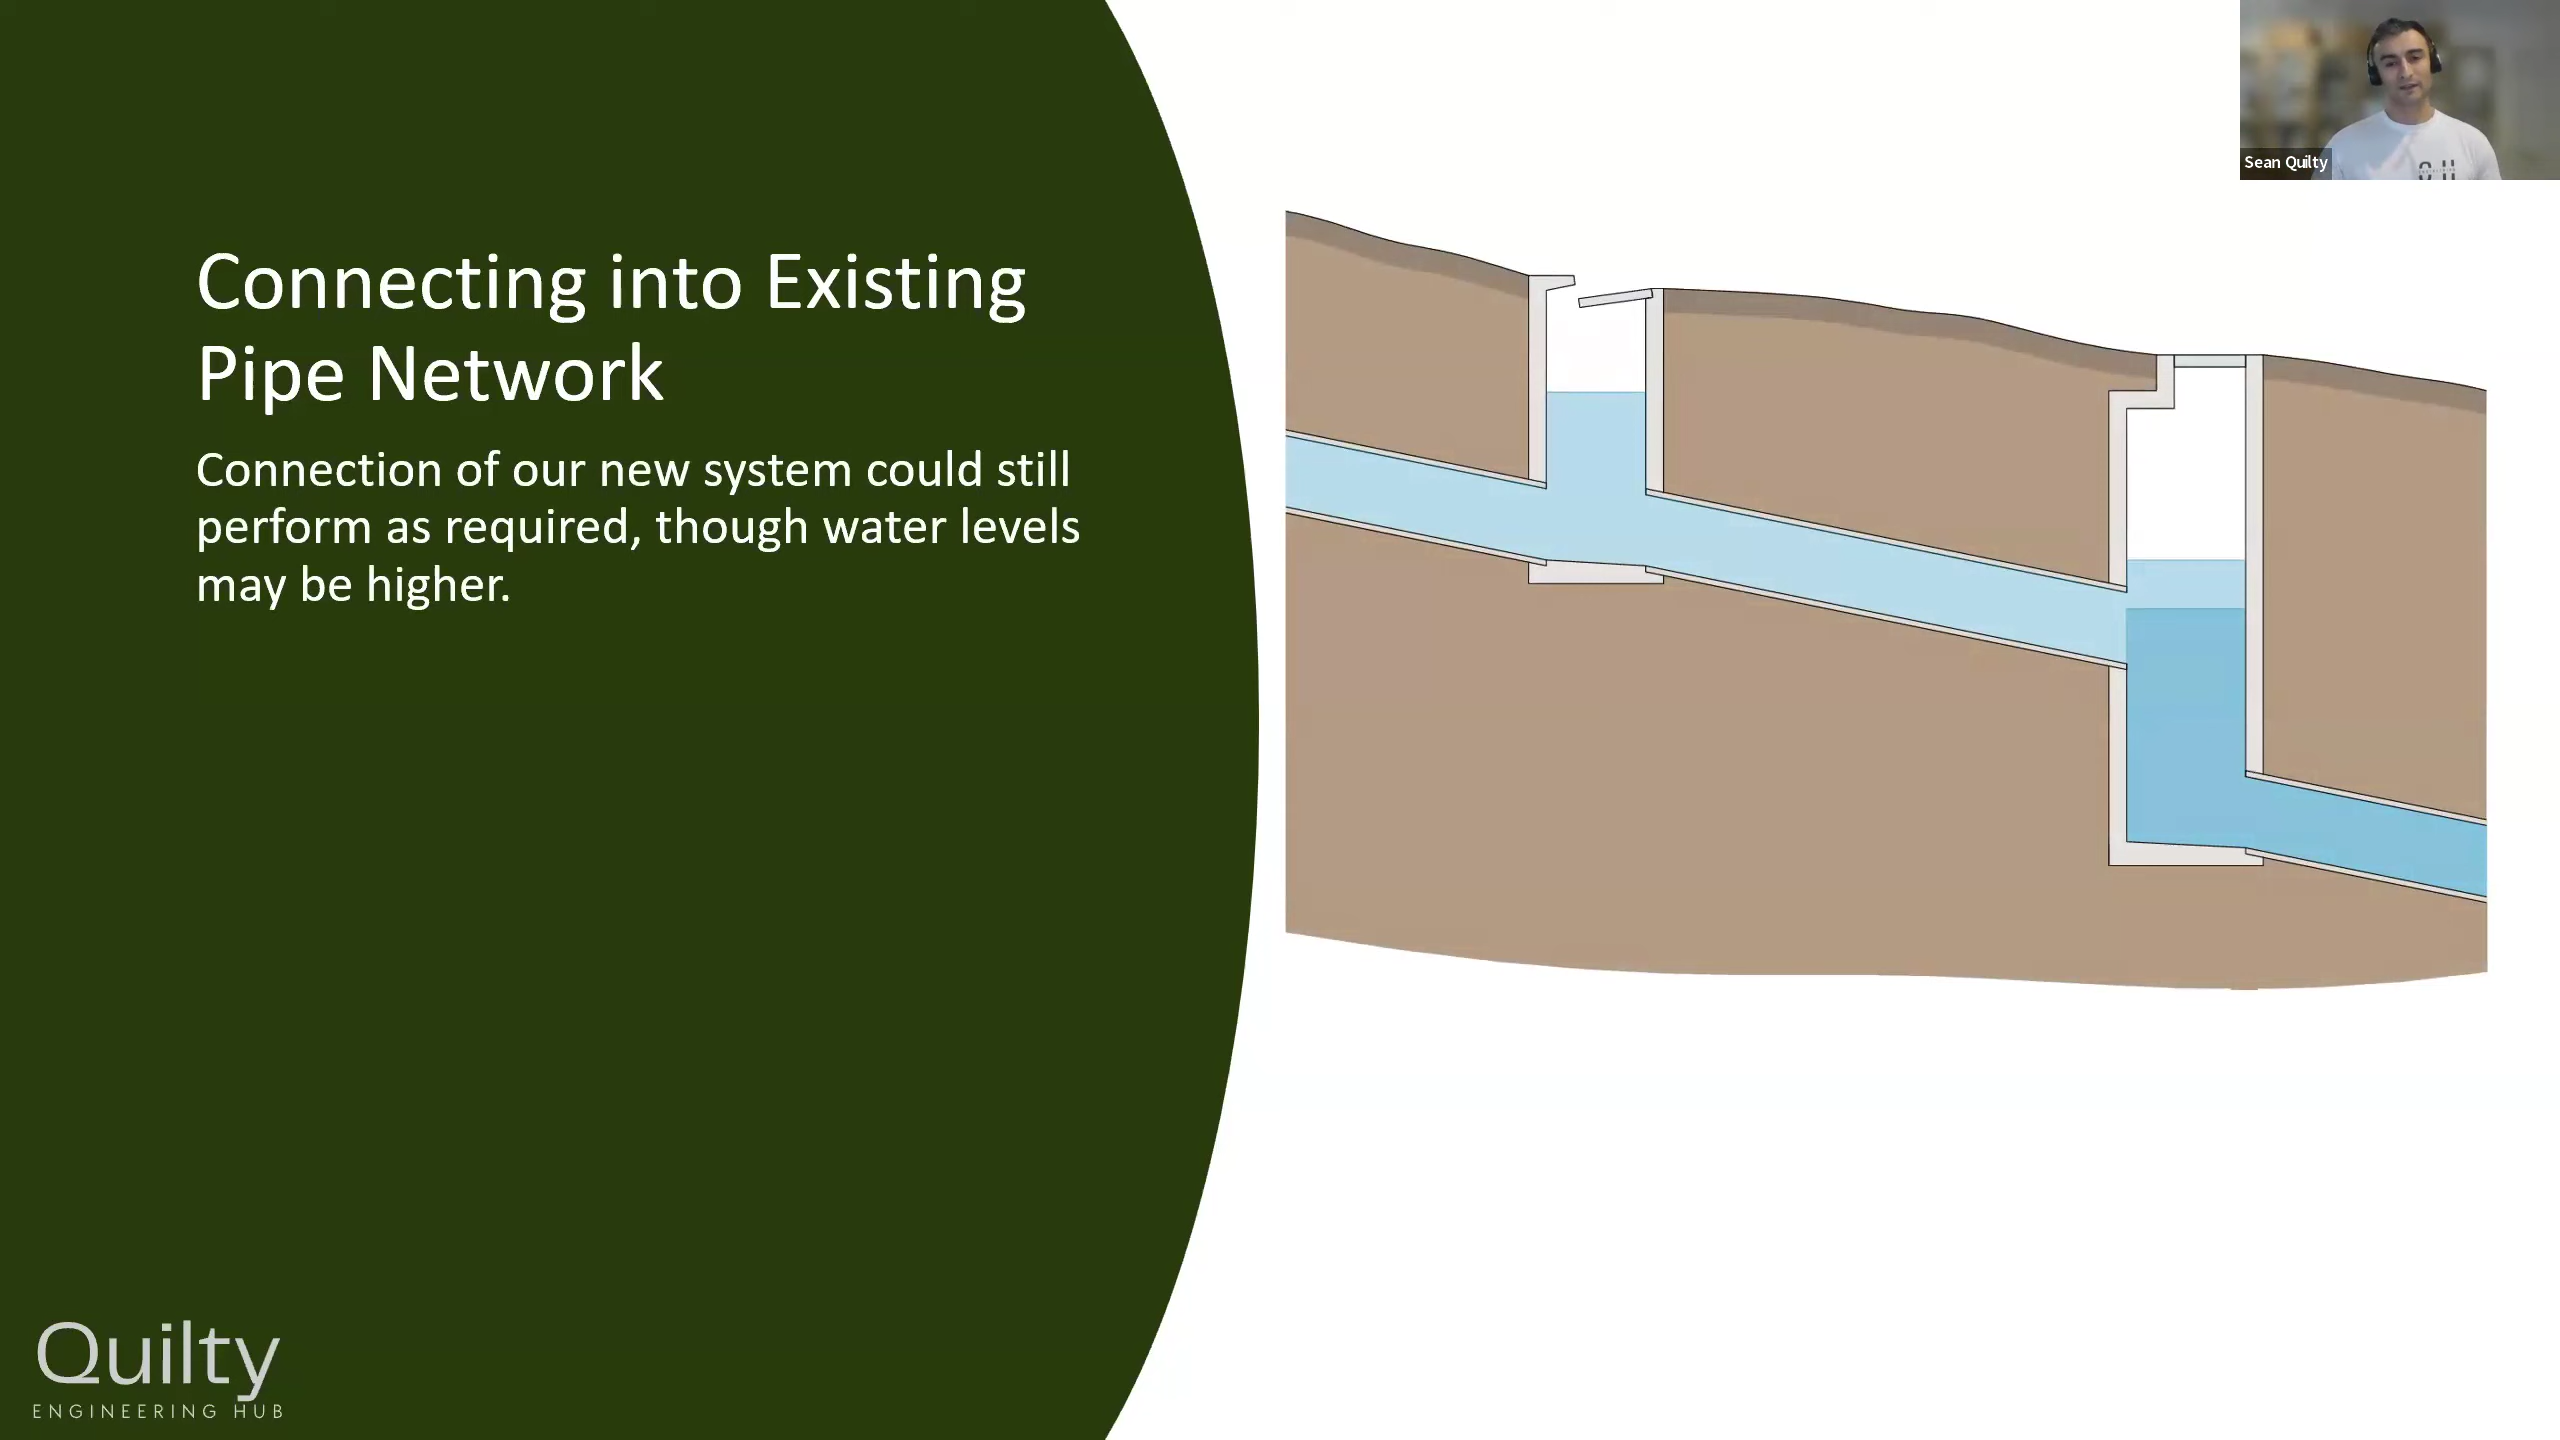 Sean Quilty
Connecting into Existing
Pipe Network
Connection of our new system could still
perform as required, though water levels
may be higher.
Quilty
ENGINEERING HUB